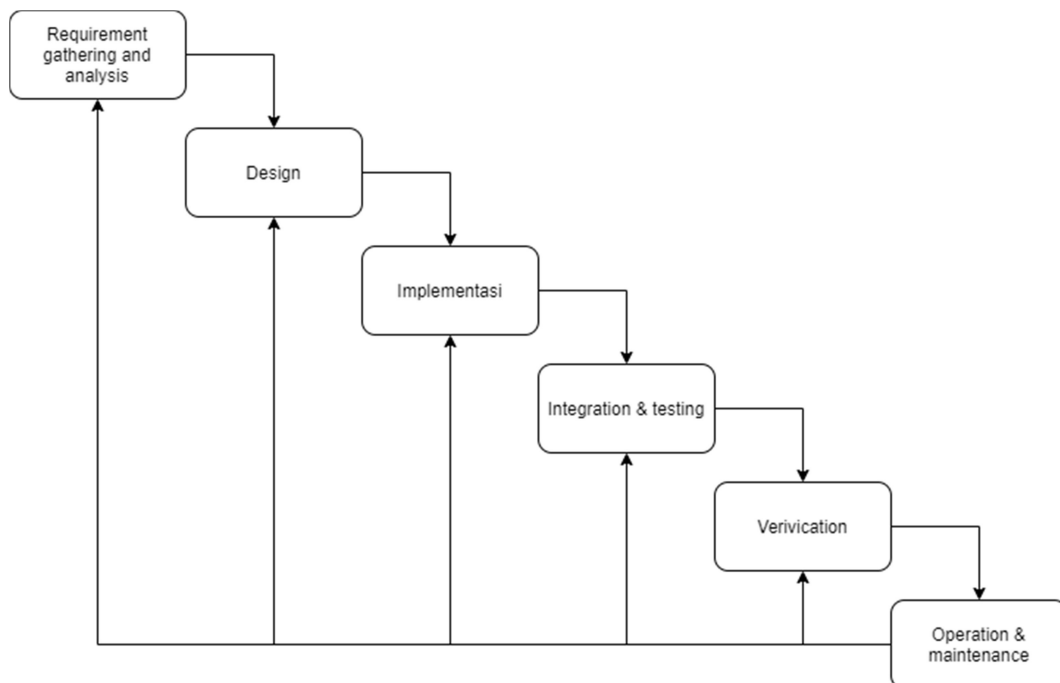 Requirement
gathering and
analysis
Design
Implementasi
Integration & testing
Verivication
Operation &
maintenance